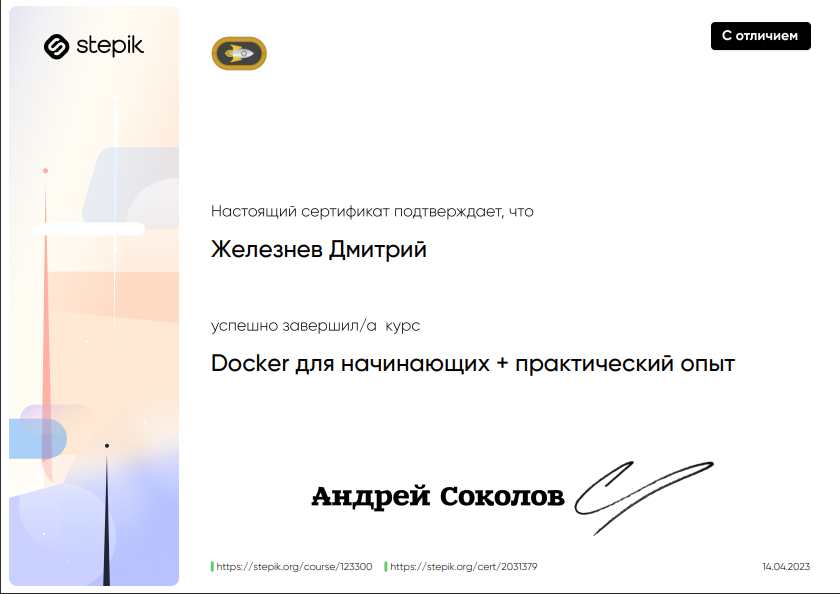 stepik
С отличием
Настоящий сертификат подтверждает, что
Железнев Дмитрий
успешно завершил/а курс
Docker для начинающих + практический опыт
Андрей Соколов
https://stepik.org/course/123300 https://stepik.org/cert/2031379 14.04.2023